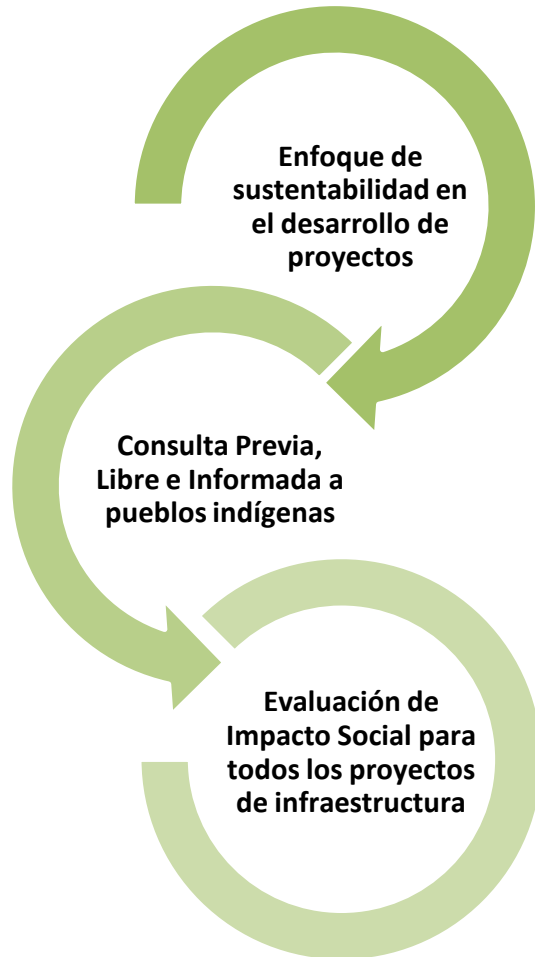 Enfoque de
sustentabilidad en
el desarrollo de
proyectos
Consulta Previa,
Libre e Informada a
pueblos indígenas
Evaluación de
Impacto Social para
todos los proyectos
de infraestructura